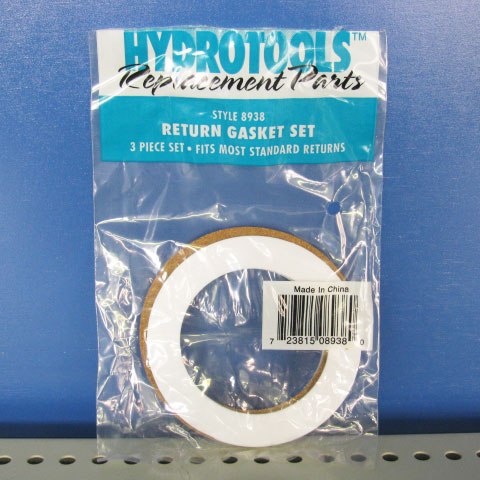 HYDROTOOLS™
Replacement Parts
STYLE 8938
RETURN GASKET SET
3 PIECE SET • FITS MOST STANDARD RETURNS
Made In China
7 23815 08938 0